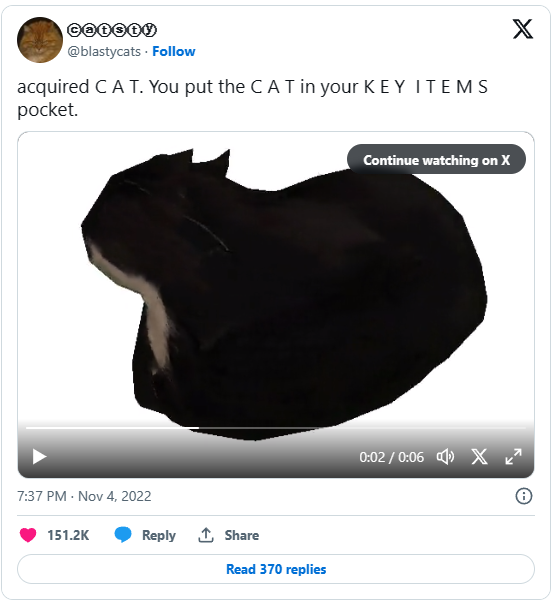 ⓒⓐⓣⓢⓣⓨ
@blastycats · Follow
acquired C A T. You put the C A T in your K E Y  I T E M S
pocket.
Continue watching on X
0:02 / 0:06
7:37 PM · Nov 4, 2022
151.2K Reply Share
Read 370 replies